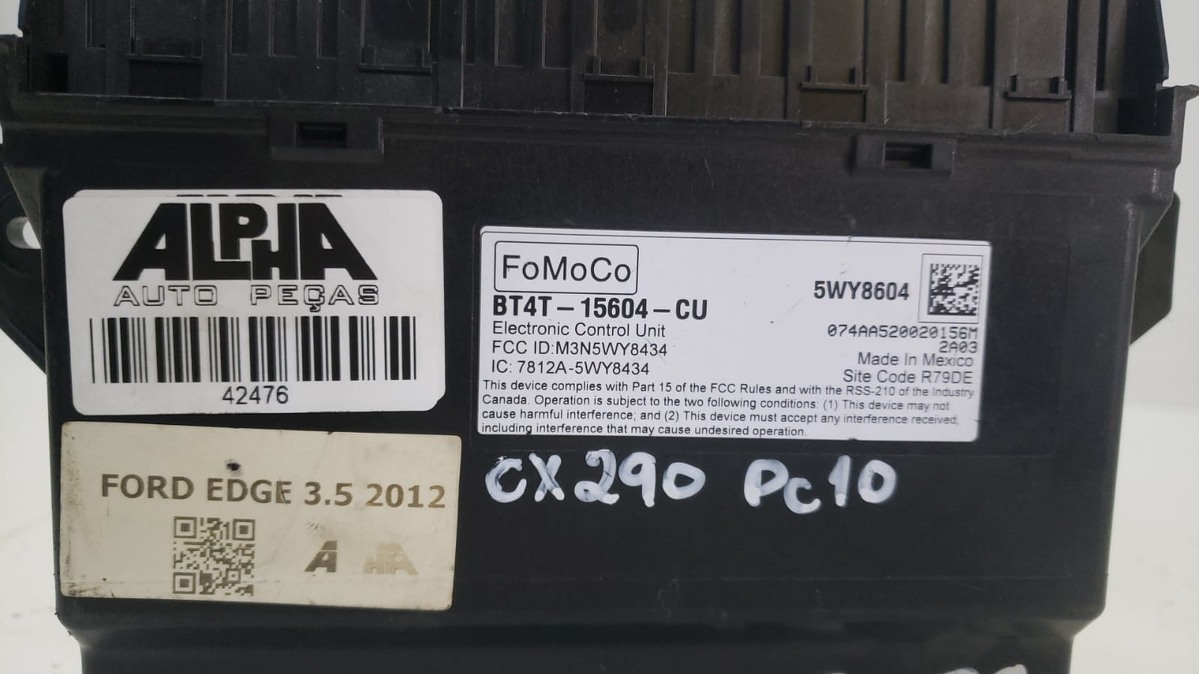 ALPHA
AUTO PEÇAS
42476
FORD EDGE 3.5 2012
FoMoCo
BT4T-15604-CU
Electronic Control Unit
FCC ID:M3N5WY8434
IC: 7812A-5WY8434
5WY8604
074AA520020156M
2A03
Made In Mexico
Site Code R79DE
This device complies with Part 15 of the FCC Rules and with the RSS-210 of the Industry
Canada. Operation is subject to the two following conditions: (1) This device may not
cause harmful interference; and (2) This device must accept any interference received,
including interference that may cause undesired operation.
CX290 PC10